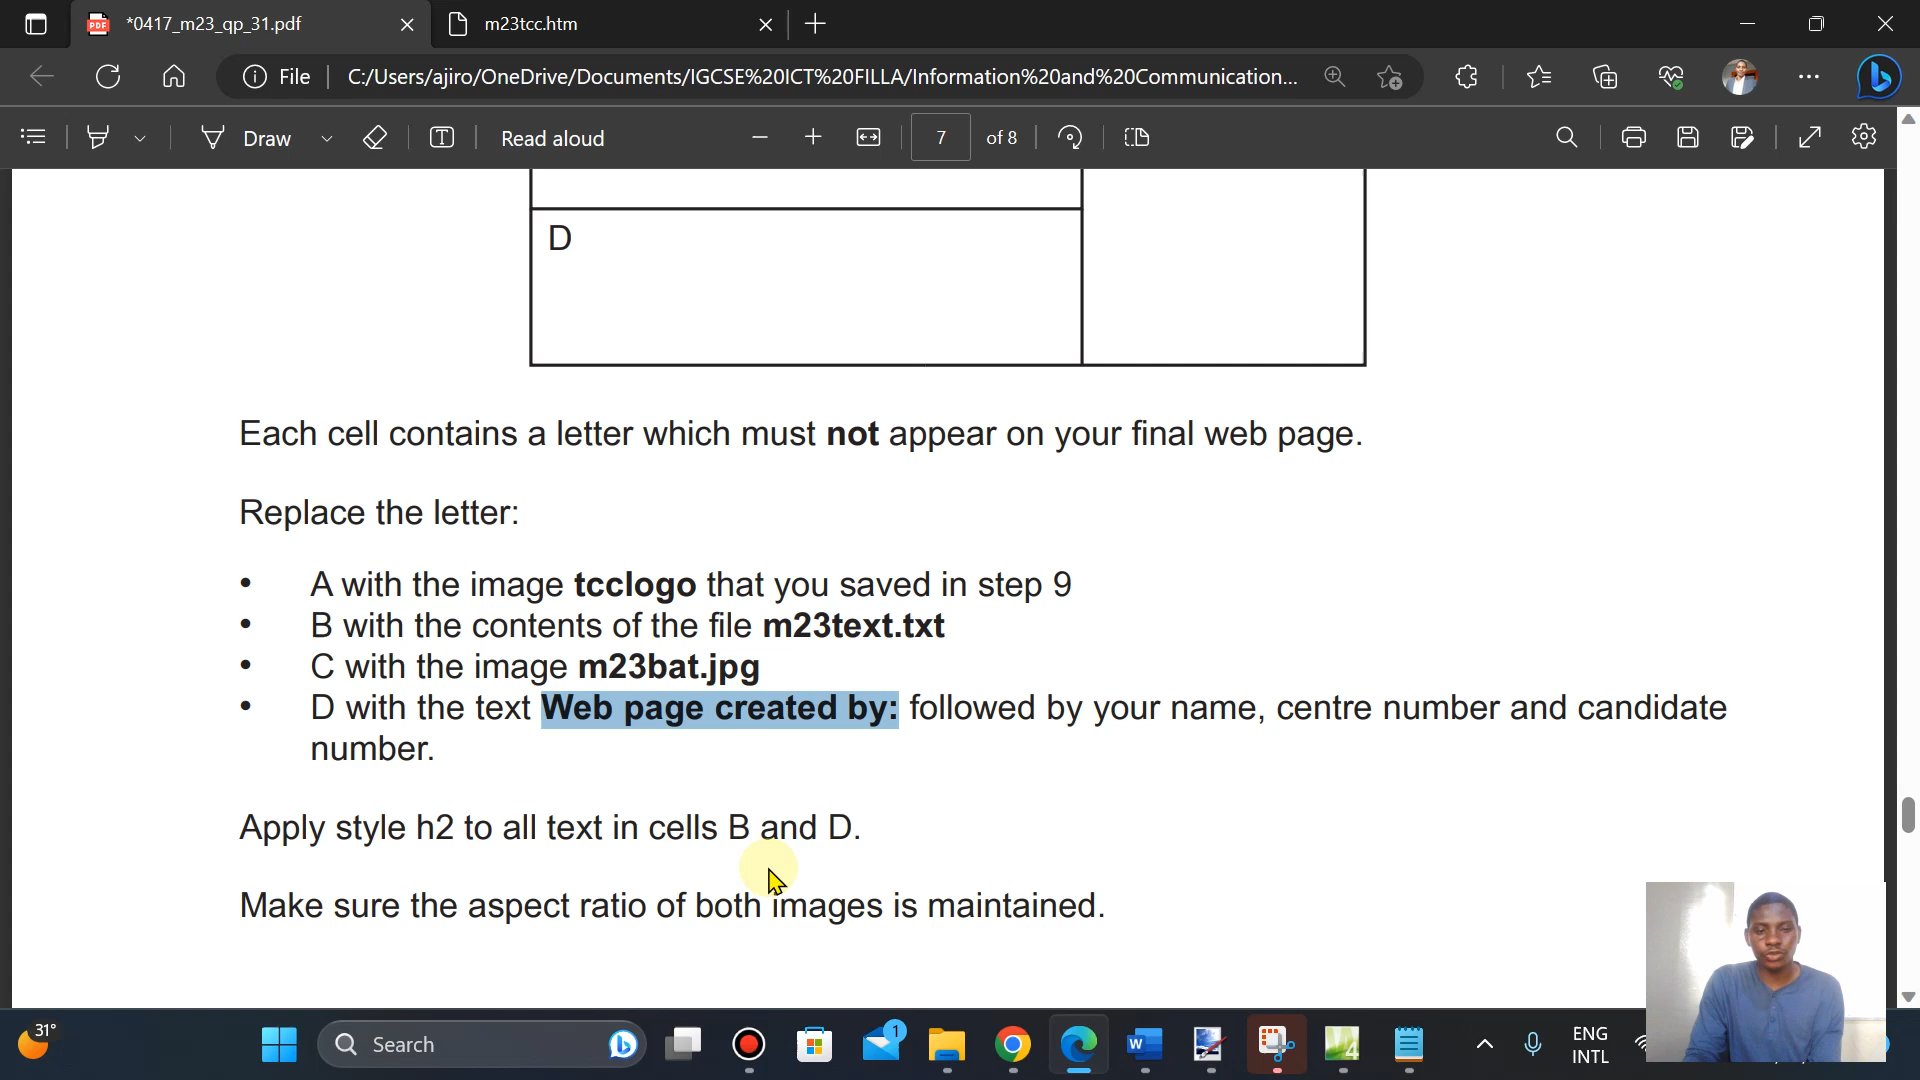 *0417_m23_qp_31.pdf
m23tcc.htm
File
C:/Users/ajiro/OneDrive/Documents/IGCSE%20ICT%20FILLA/Information%20and%20Communication...
Draw
Read aloud
7
of 8
D
Each cell contains a letter which must not appear on your final web page.
Replace the letter:
• A with the image tcclogo that you saved in step 9
• B with the contents of the file m23text.txt
• C with the image m23bat.jpg
• D with the text Web page created by: followed by your name, centre number and candidate
number.
Apply style h2 to all text in cells B and D.
Make sure the aspect ratio of both images is maintained.
31°
Search
1
ENG
INTL